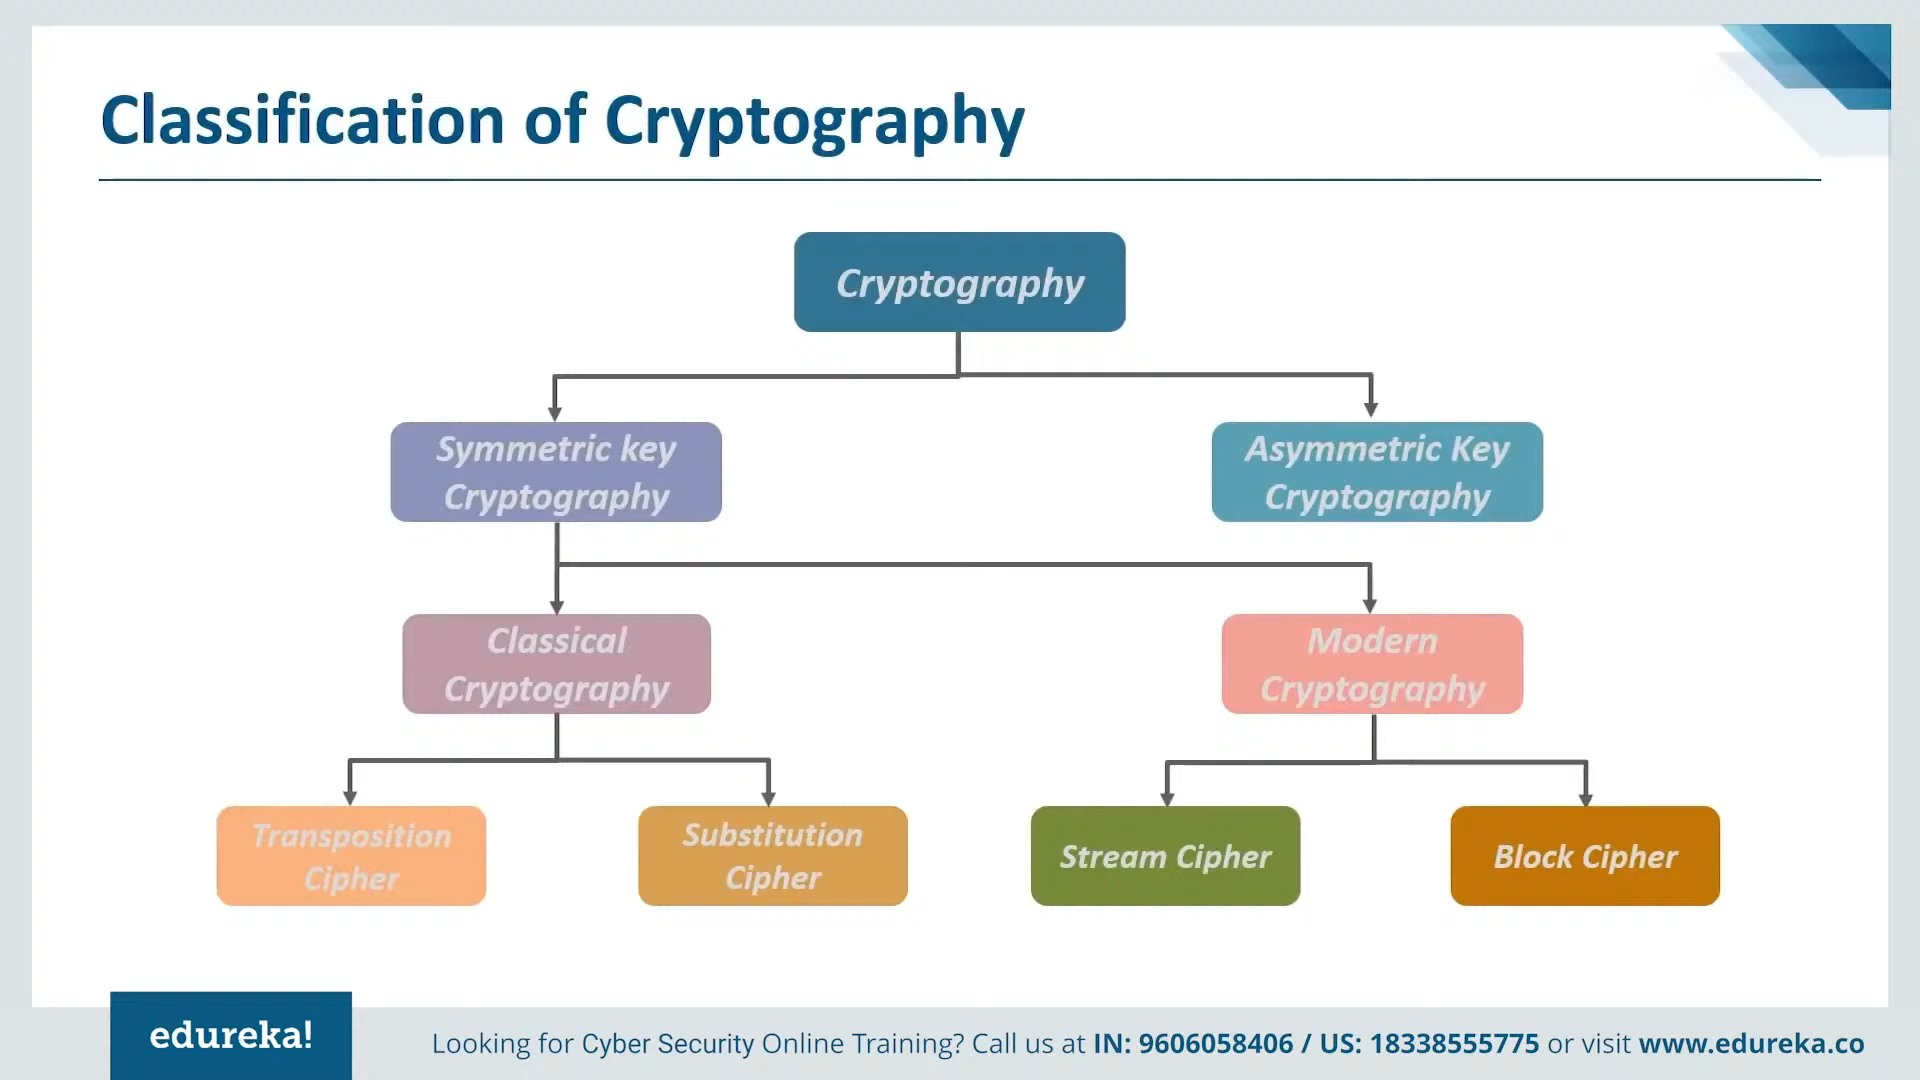 Classification of Cryptography
Cryptography
Symmetric key
Cryptography
Asymmetric Key
Cryptography
Classical
Cryptography
Modern
Cryptography
Transposition
Cipher
Substitution
Cipher
Stream Cipher
Block Cipher
edureka!
Looking for Cyber Security Online Training? Call us at IN: 9606058406 / US: 18338555775 or visit www.edureka.co